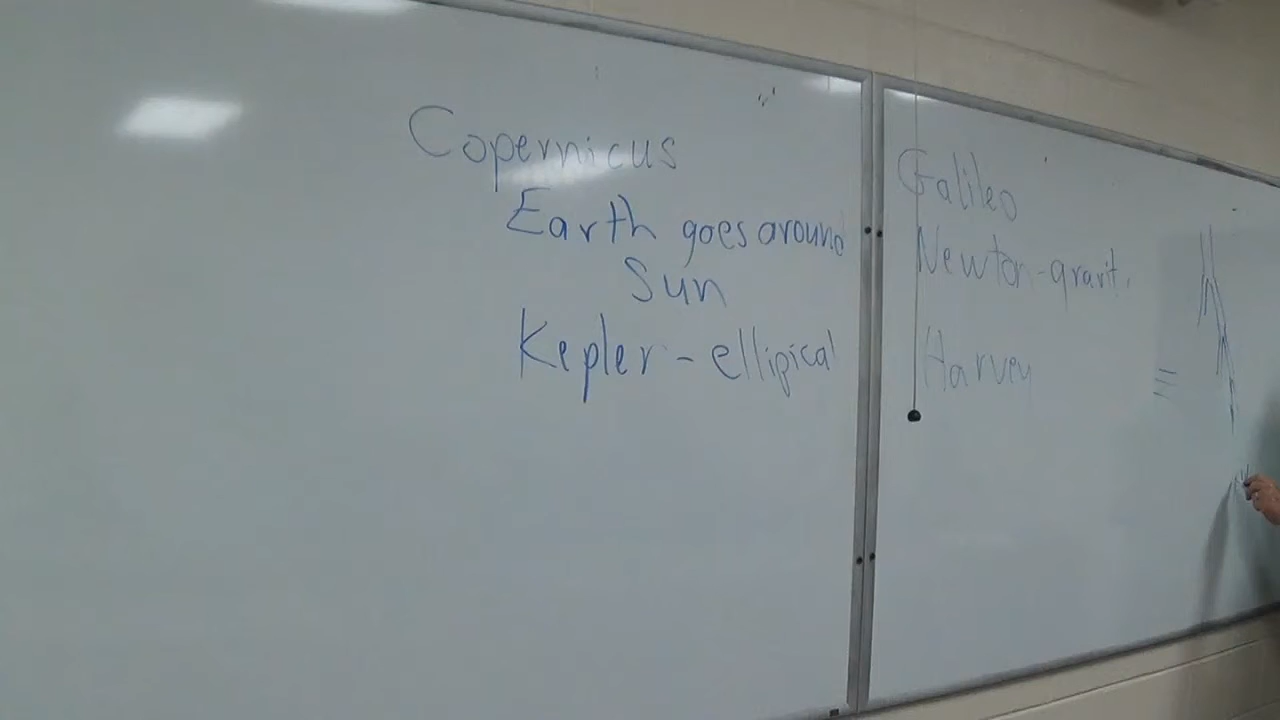 Copernicus
Earth goes around
Sun
Kepler - ellipical
Galileo
Newton - gravit
Harvey
=